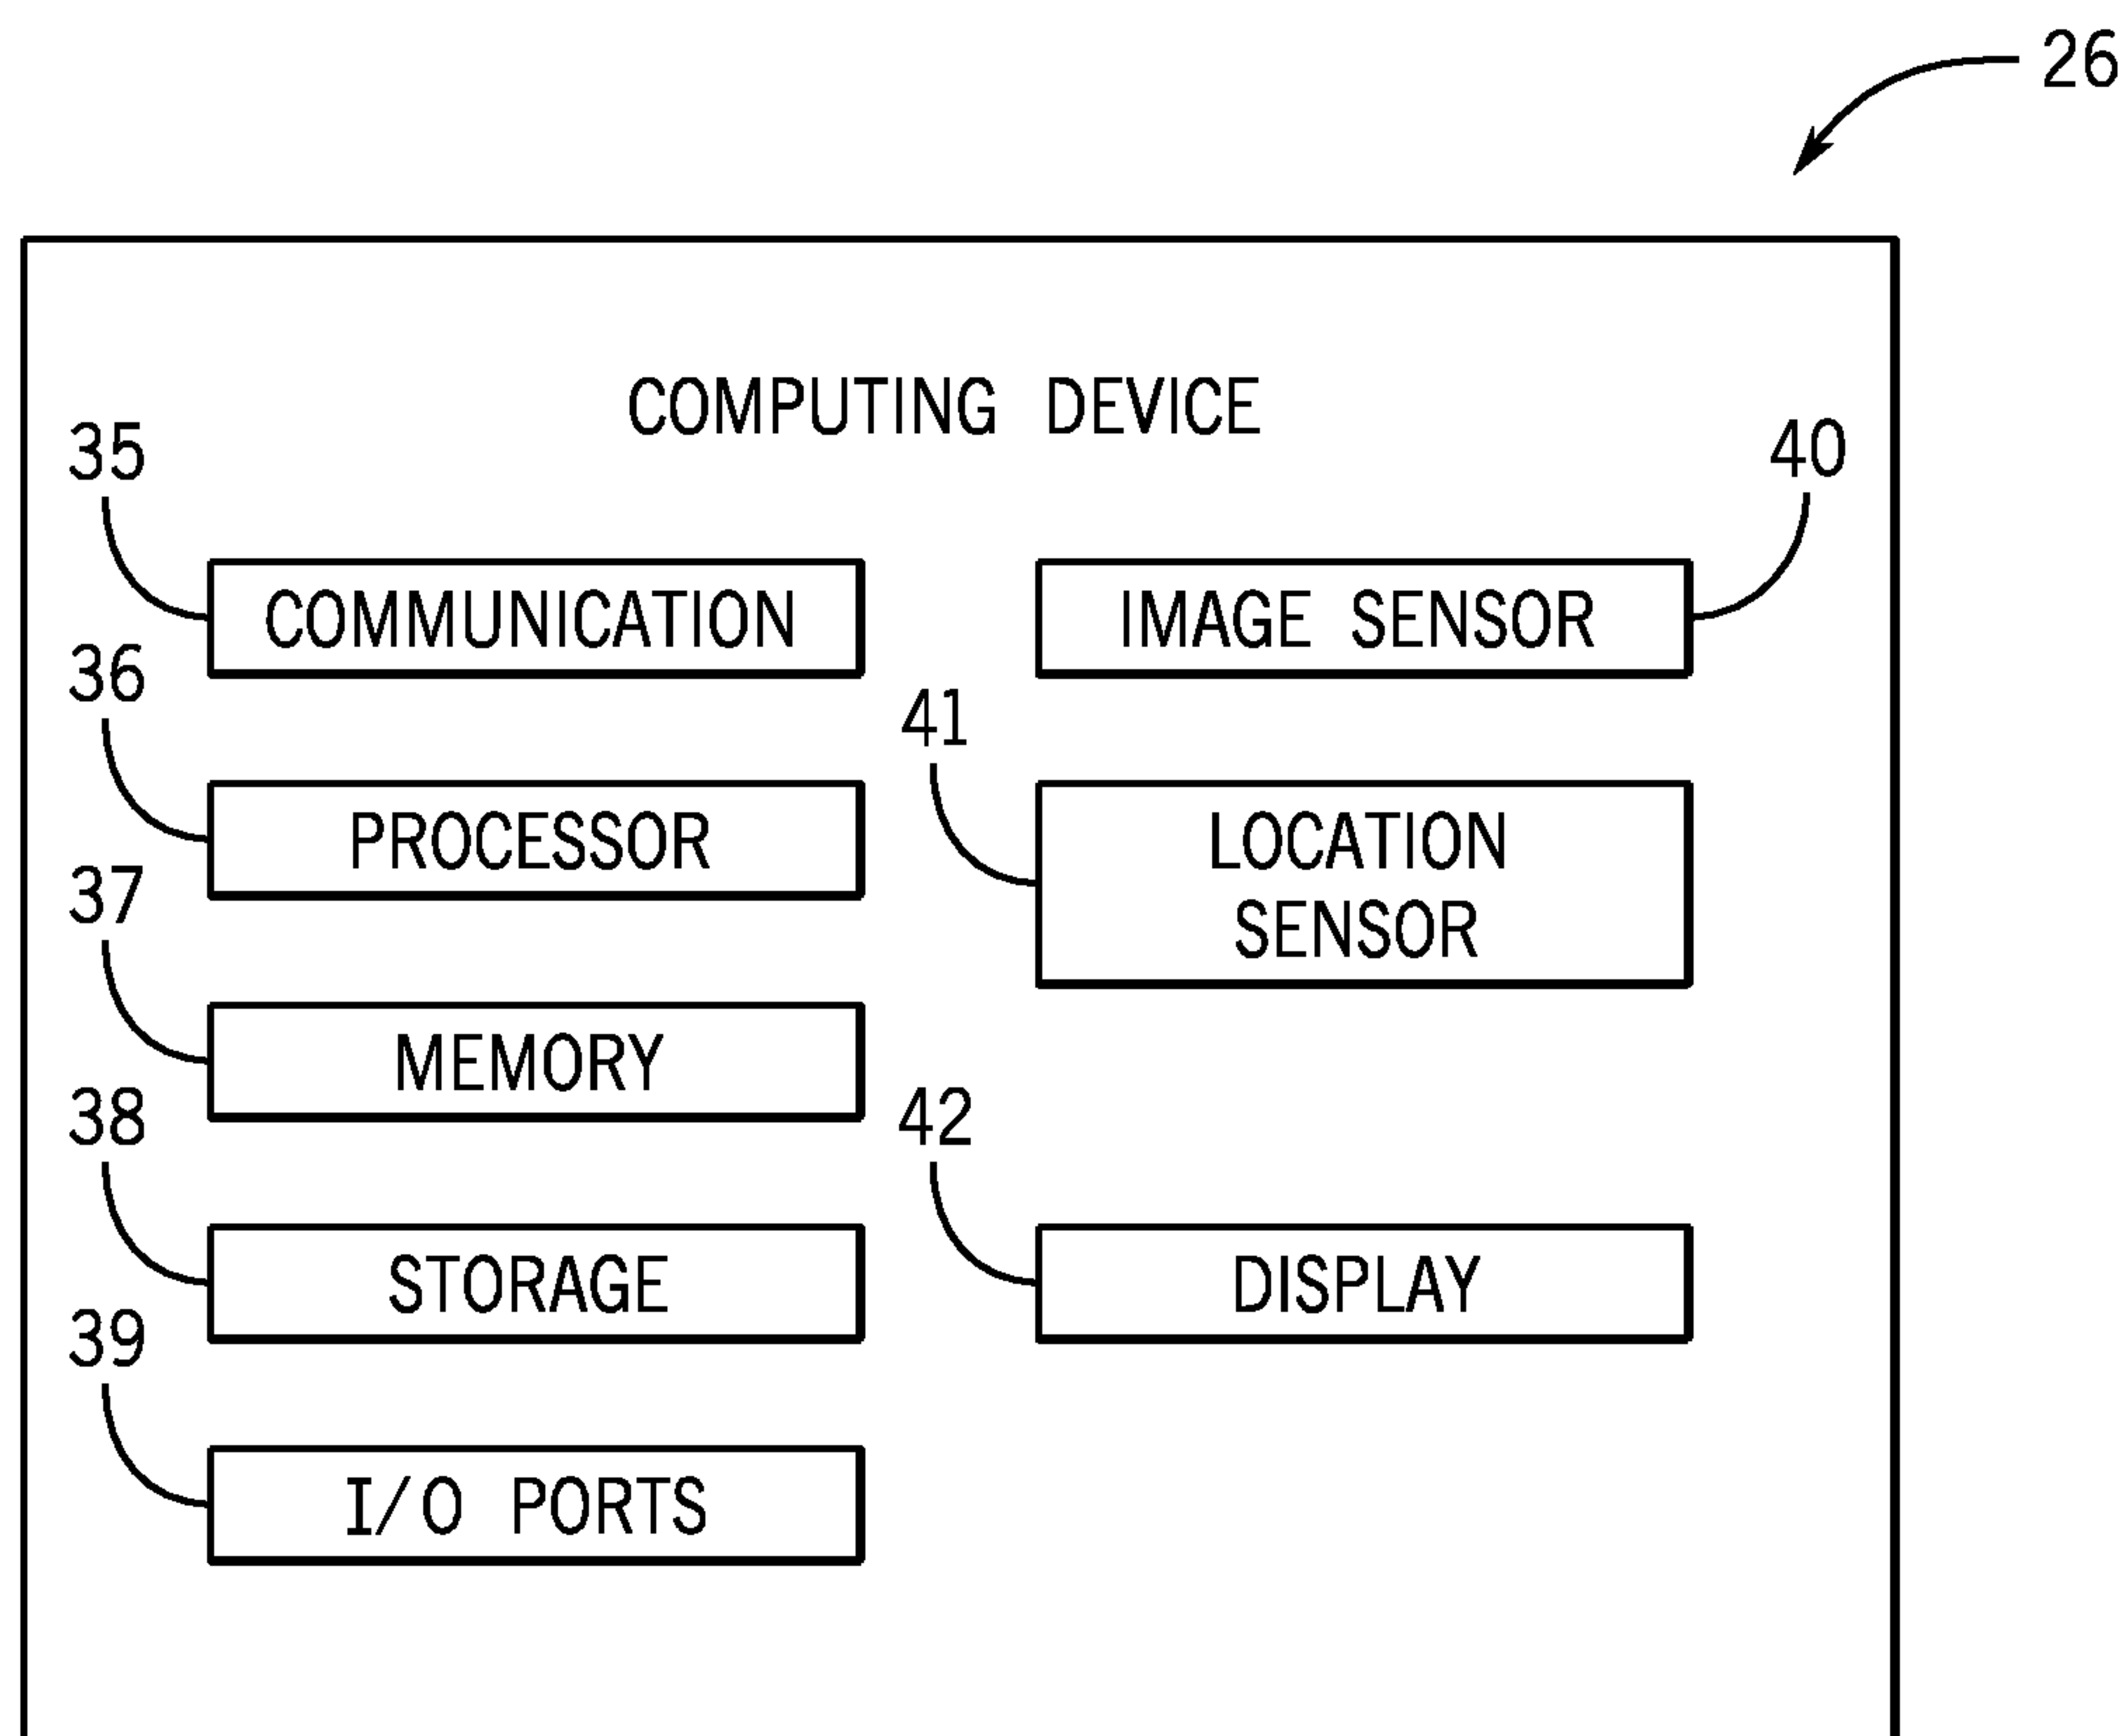 26
COMPUTING DEVICE
35
COMMUNICATION
36
PROCESSOR
37
MEMORY
38
STORAGE
39
I/O PORTS
40
IMAGE SENSOR
41
LOCATION
SENSOR
42
DISPLAY